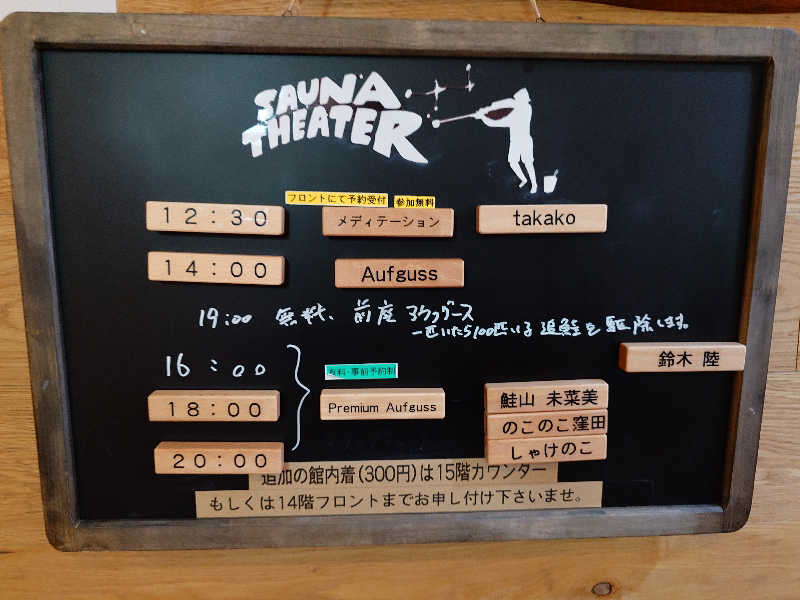 SAUNA
THEATER
フロントにて予約受付 参加無料
12:30 メディテーション takako
14:00 Aufguss
19:00 無料、前座アウフグース
一匹いたら100匹いる追鮭を駆除します。
鈴木 陸
16:00
有料・事前予約制
18:00 Premium Aufguss 鮭山 未菜美
のこのこ窪田
20:00 しゃけのこ
追加の館内着(300円)は15階カウンター
もしくは14階フロントまでお申し付け下さいませ。